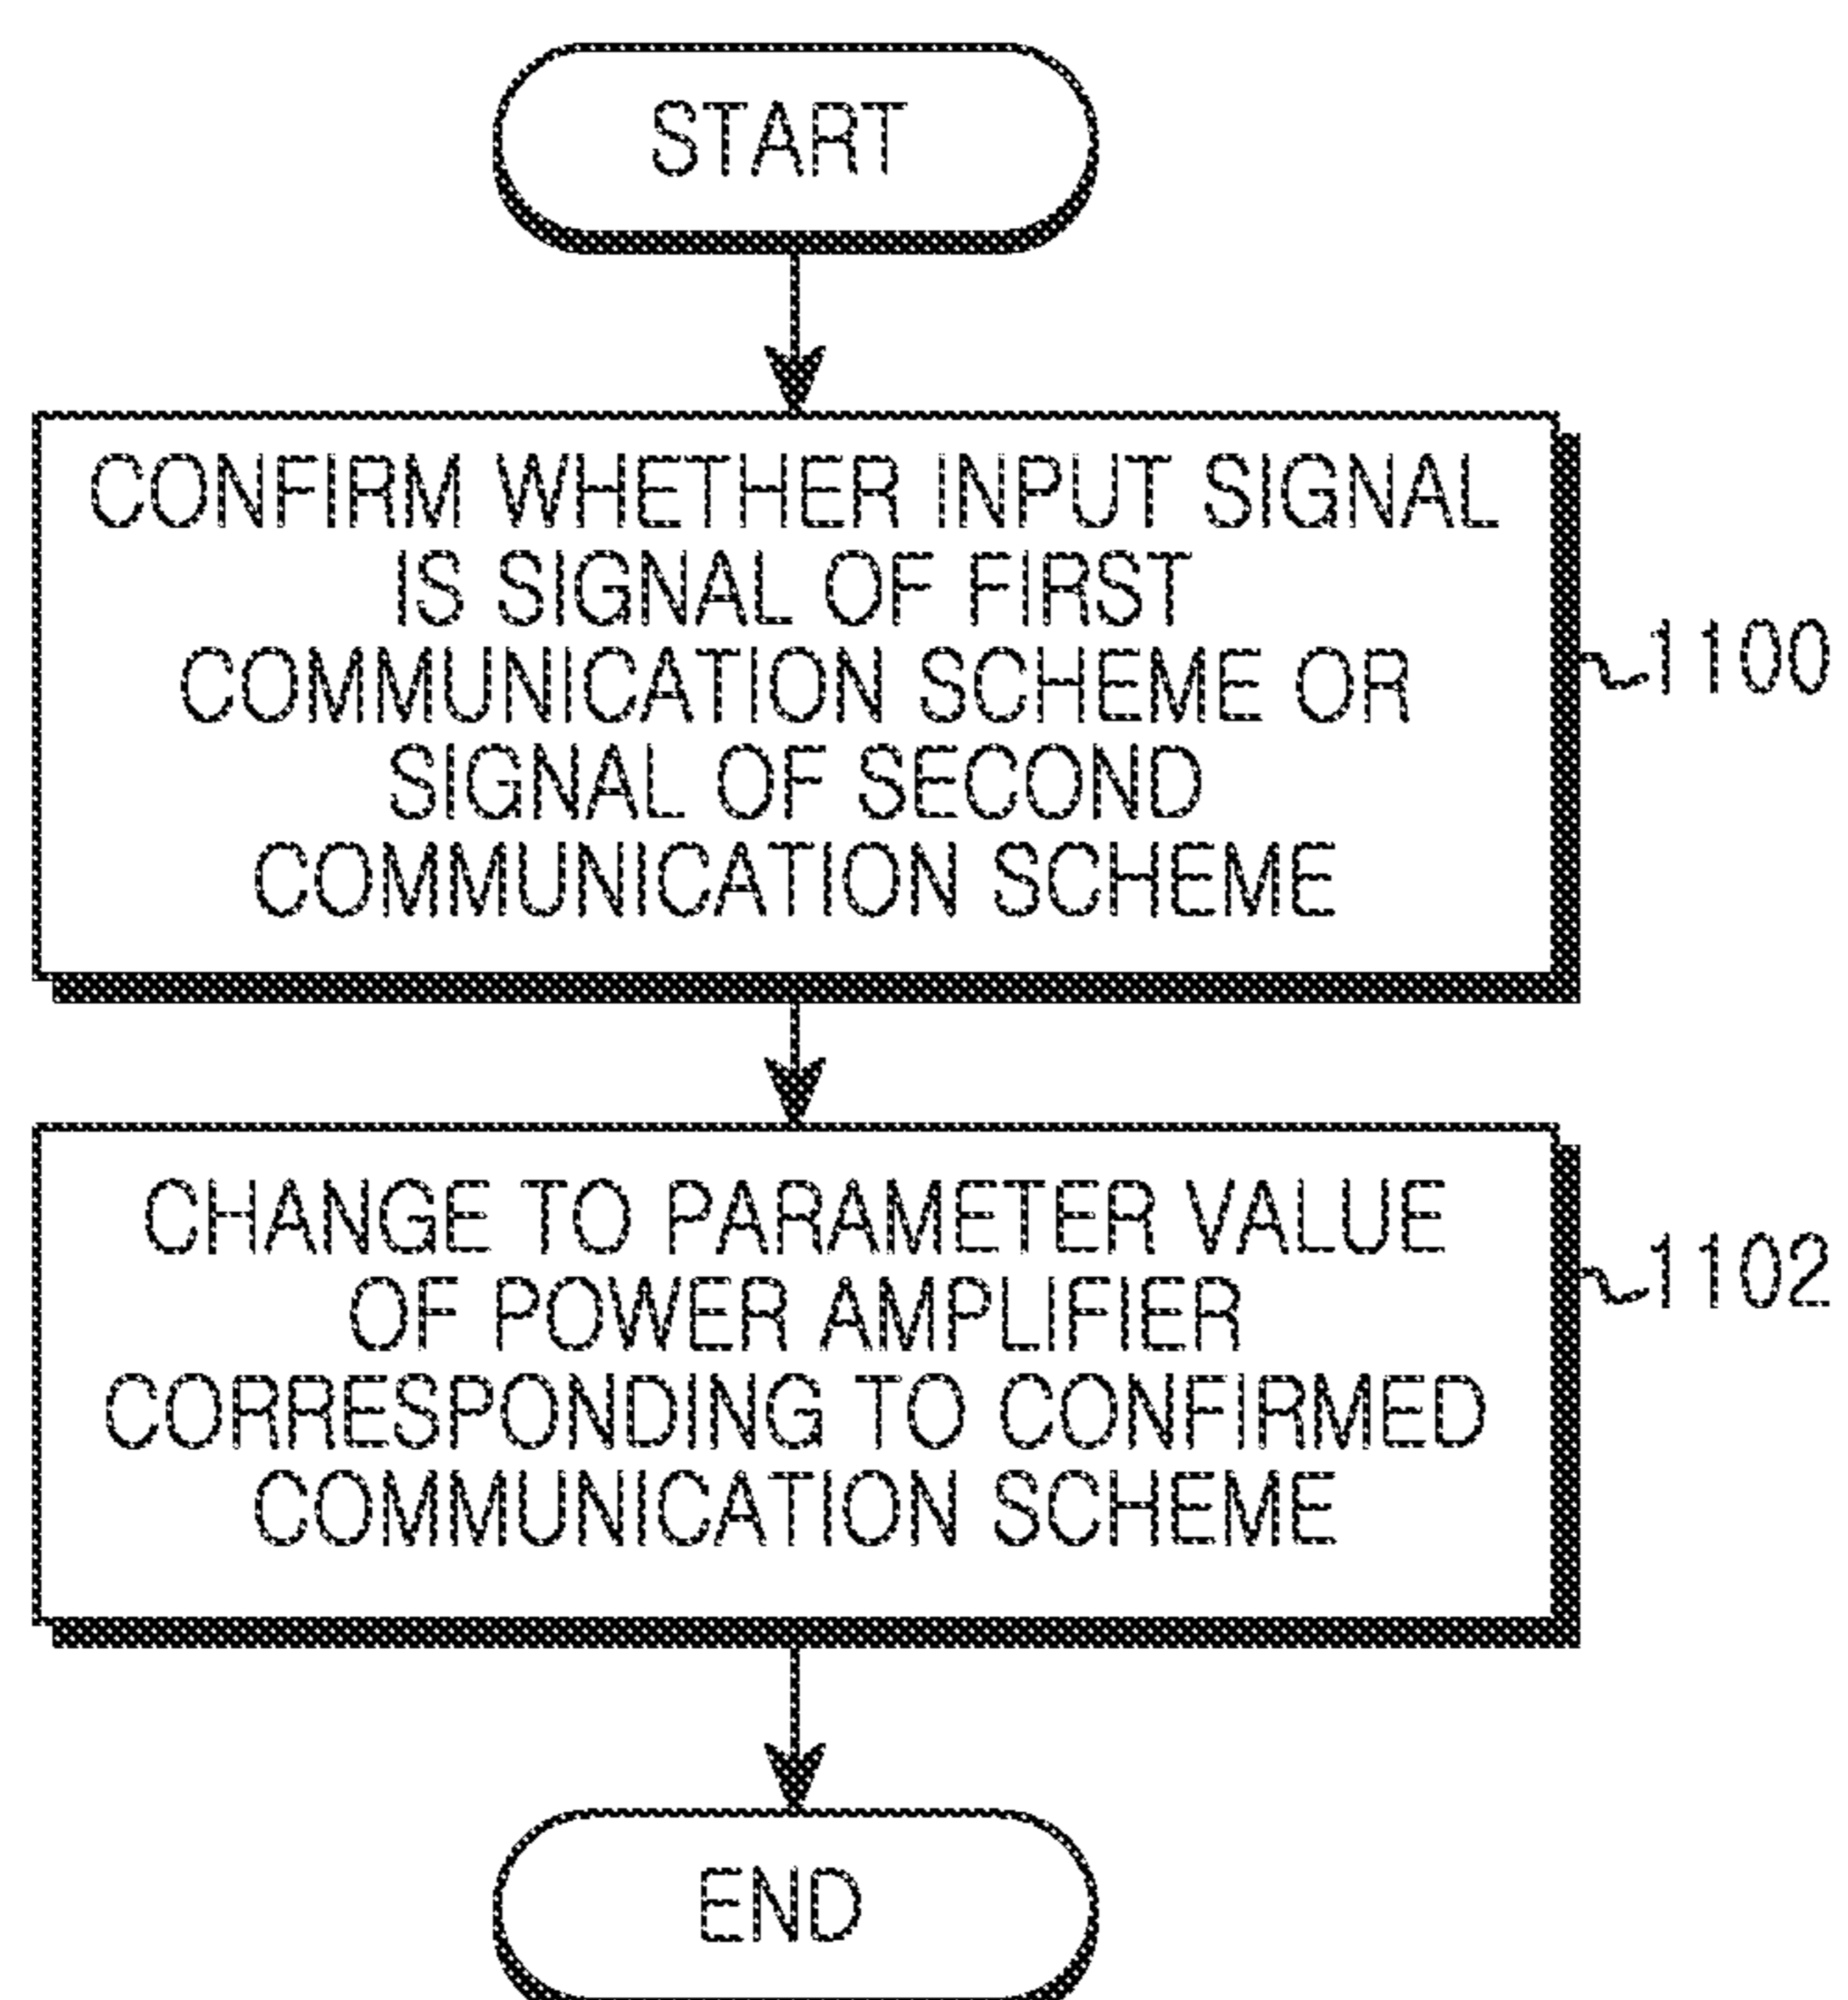 START
CONFIRM WHETHER INPUT SIGNAL
IS SIGNAL OF FIRST
COMMUNICATION SCHEME OR
SIGNAL OF SECOND
COMMUNICATION SCHEME
1100
CHANGE TO PARAMETER VALUE
OF POWER AMPLIFIER
CORRESPONDING TO CONFIRMED
COMMUNICATION SCHEME
1102
END